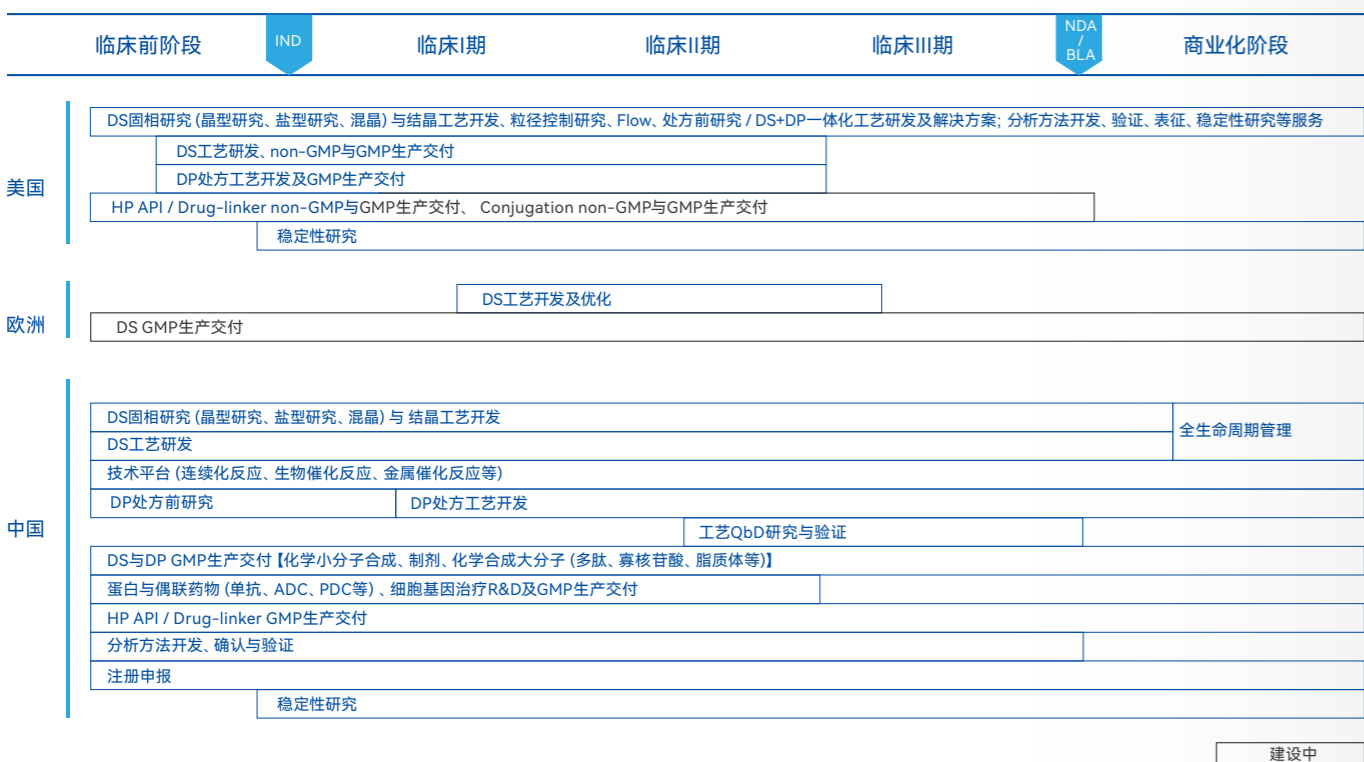 临床前阶段
IND
临床I期
临床II期
临床III期
NDA
/
BLA
商业化阶段
美国
DS固相研究 (晶型研究、盐型研究、混晶) 与结晶工艺开发、粒径控制研究、Flow、处方前研究 / DS+DP一体化工艺研发及解决方案; 分析方法开发、验证、表征、稳定性研究等服务
DS工艺研发、non-GMP与GMP生产交付
DP处方工艺开发及GMP生产交付
HP API / Drug-linker non-GMP与GMP生产交付、 Conjugation non-GMP与GMP生产交付
稳定性研究
欧洲
DS工艺开发及优化
DS GMP生产交付
中国
DS固相研究 (晶型研究、盐型研究、混晶) 与 结晶工艺开发
全生命周期管理
DS工艺研发
技术平台 (连续化反应、生物催化反应、金属催化反应等)
DP处方前研究
DP处方工艺开发
工艺QbD研究与验证
DS与DP GMP生产交付【化学小分子合成、制剂、化学合成大分子 (多肽、寡核苷酸、脂质体等)】
蛋白与偶联药物 (单抗、ADC、PDC等) 、细胞基因治疗R&D及GMP生产交付
HP API / Drug-linker GMP生产交付
分析方法开发、确认与验证
注册申报
稳定性研究
建设中